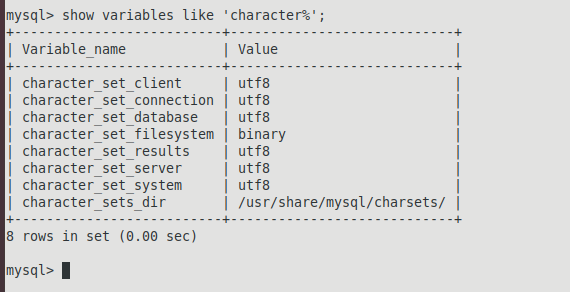 mysql> show variables like 'character%';
+--------------------------+----------------------------+
| Variable_name | Value |
+--------------------------+----------------------------+
| character_set_client | utf8 |
| character_set_connection | utf8 |
| character_set_database | utf8 |
| character_set_filesystem | binary |
| character_set_results | utf8 |
| character_set_server | utf8 |
| character_set_system | utf8 |
| character_sets_dir | /usr/share/mysql/charsets/ |
+--------------------------+----------------------------+
8 rows in set (0.00 sec)
mysql>